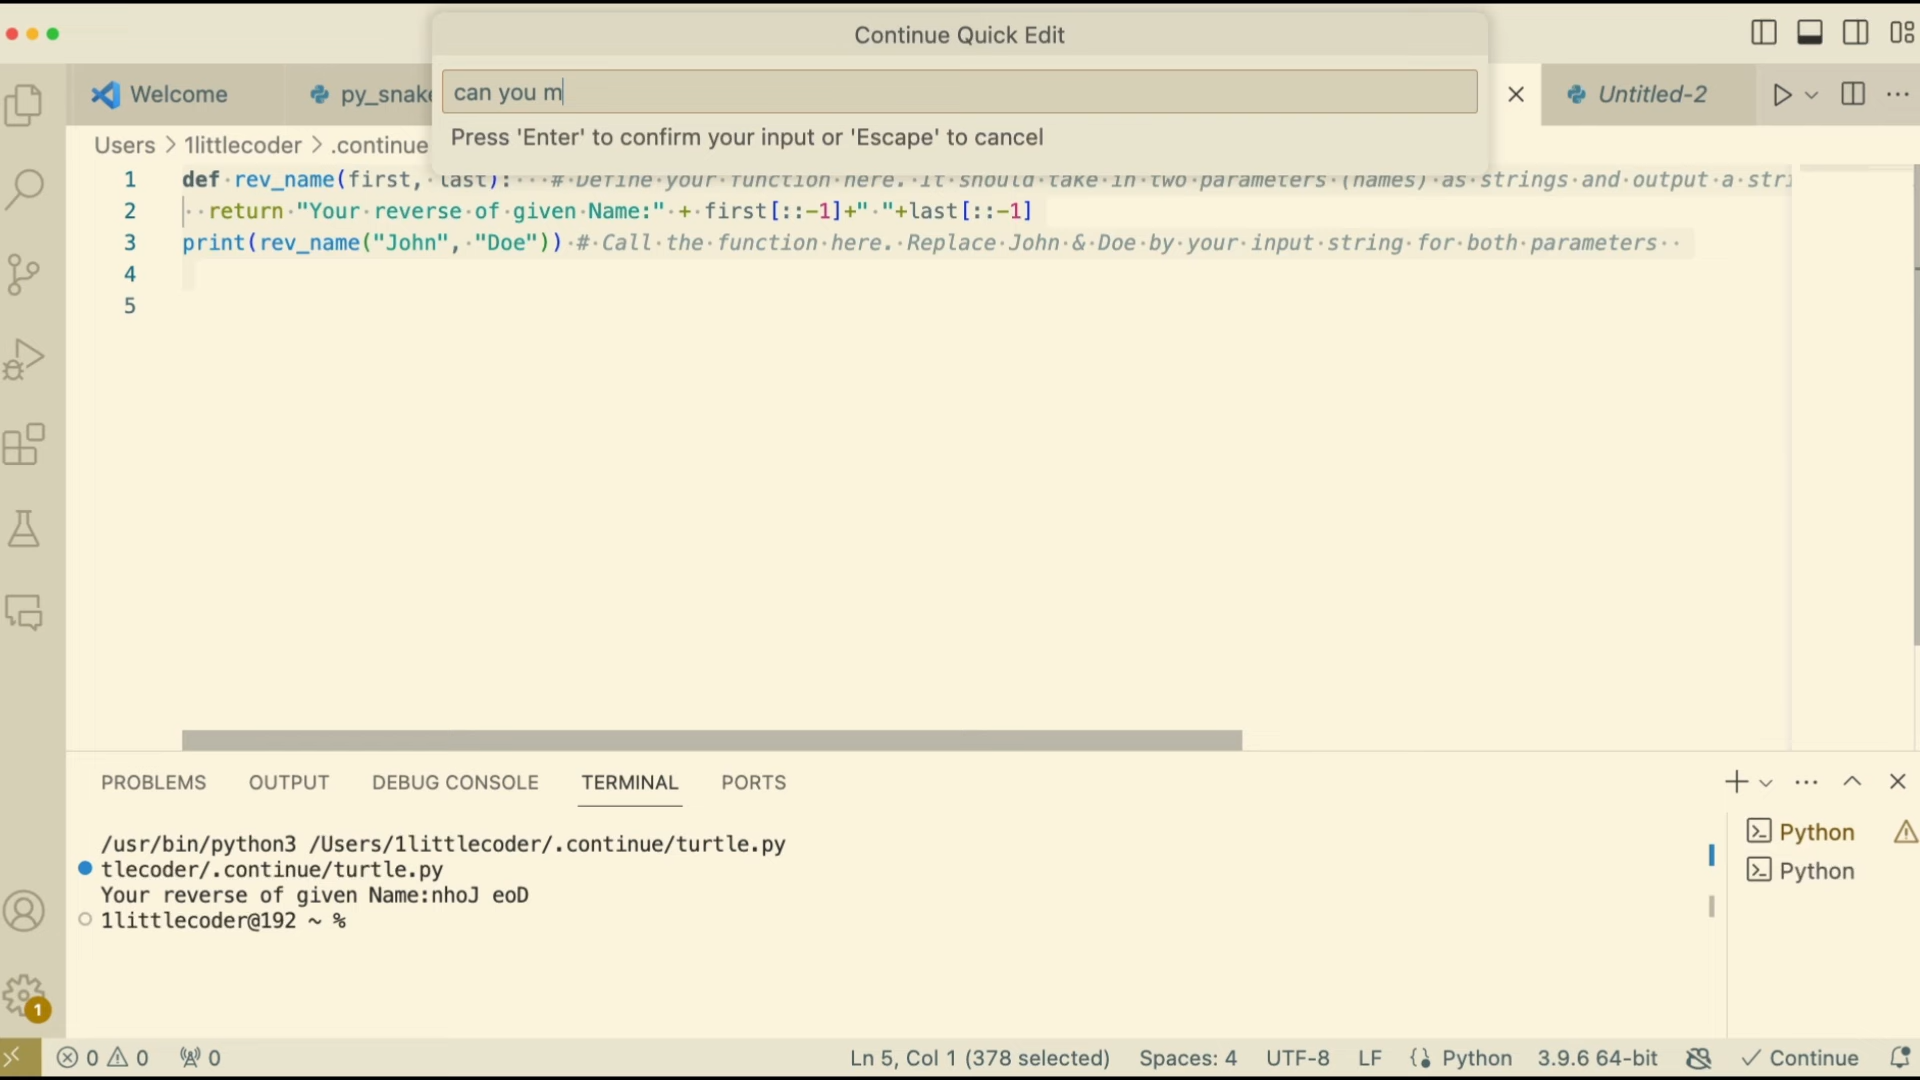 Continue Quick Edit
Welcome
py_snake
can you m
Untitled-2
Press 'Enter' to confirm your input or 'Escape' to cancel
Users > 1littlecoder > .continue
1 def rev_name(first, last): # Define your function here. It should take in two parameters (names) as strings and output a stri
2 return "Your reverse of given Name:" + first[::-1]+" "+last[::-1]
3 print(rev_name("John", "Doe")) # Call the function here. Replace John & Doe by your input string for both parameters
4
5
PROBLEMS OUTPUT DEBUG CONSOLE TERMINAL PORTS
/usr/bin/python3 /Users/1littlecoder/.continue/turtle.py
tlecoder/.continue/turtle.py
Your reverse of given Name:nhoJ eoD
1littlecoder@192 ~ %
Python
Python
1
0 0 0 Ln 5, Col 1 (378 selected) Spaces: 4 UTF-8 LF Python 3.9.6 64-bit Continue